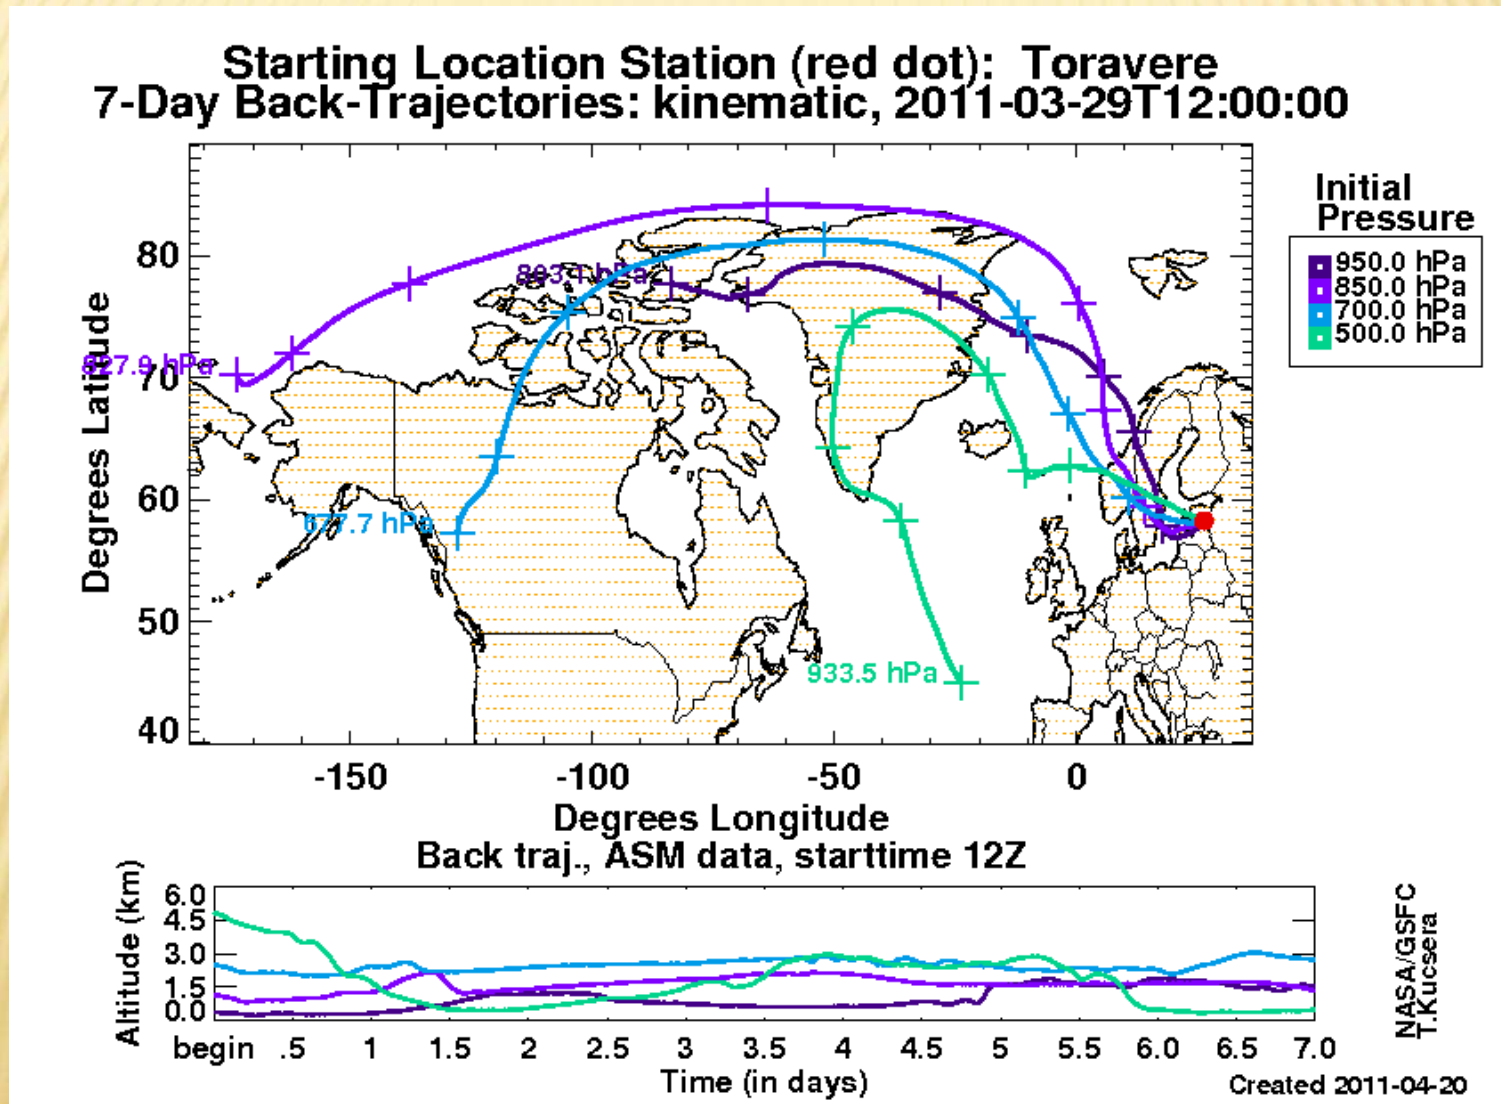 Starting Location Station (red dot): Toravere
7-Day Back-Trajectories: kinematic, 2011-03-29T12:00:00
Initial
Pressure
950.0 hPa
850.0 hPa
700.0 hPa
500.0 hPa
Degrees Latitude
80
70
60
50
40
hPa
hPa
hPa
933.5 hPa
-150
-100
-50
0
Degrees Longitude
Back traj., ASM data, starttime 12Z
Altitude (km)
6.0
4.5
3.0
1.5
0.0
begin .5 1 1.5 2 2.5 3 3.5 4 4.5 5 5.5 6.0 6.5 7.0
Time (in days)
NASA/GSFC
T.Kucsera
Created 2011-04-20